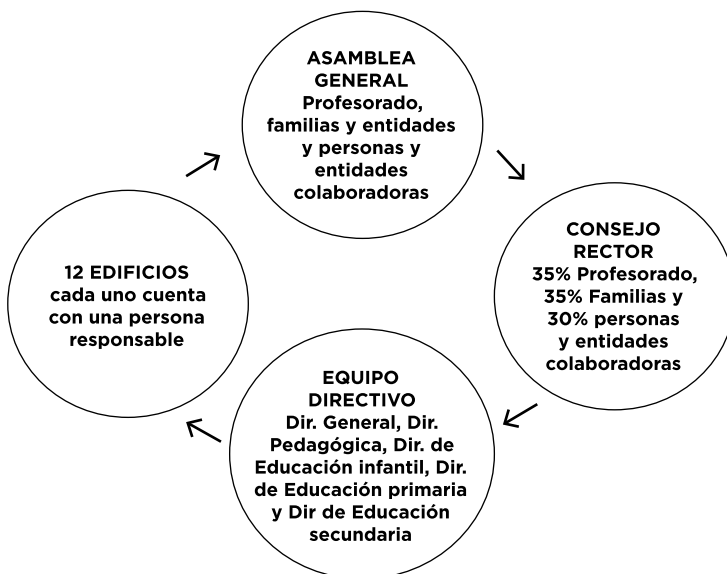 ASAMBLEA
GENERAL
Profesorado,
familias y entidades
y personas y
entidades
colaboradoras
CONSEJO
RECTOR
35% Profesorado,
35% Familias y
30% personas
y entidades
colaboradoras
EQUIPO
DIRECTIVO
Dir. General, Dir.
Pedagógica, Dir. de
Educación infantil, Dir.
de Educación primaria
y Dir de Educación
secundaria
12 EDIFICIOS
cada uno cuenta
con una persona
responsable